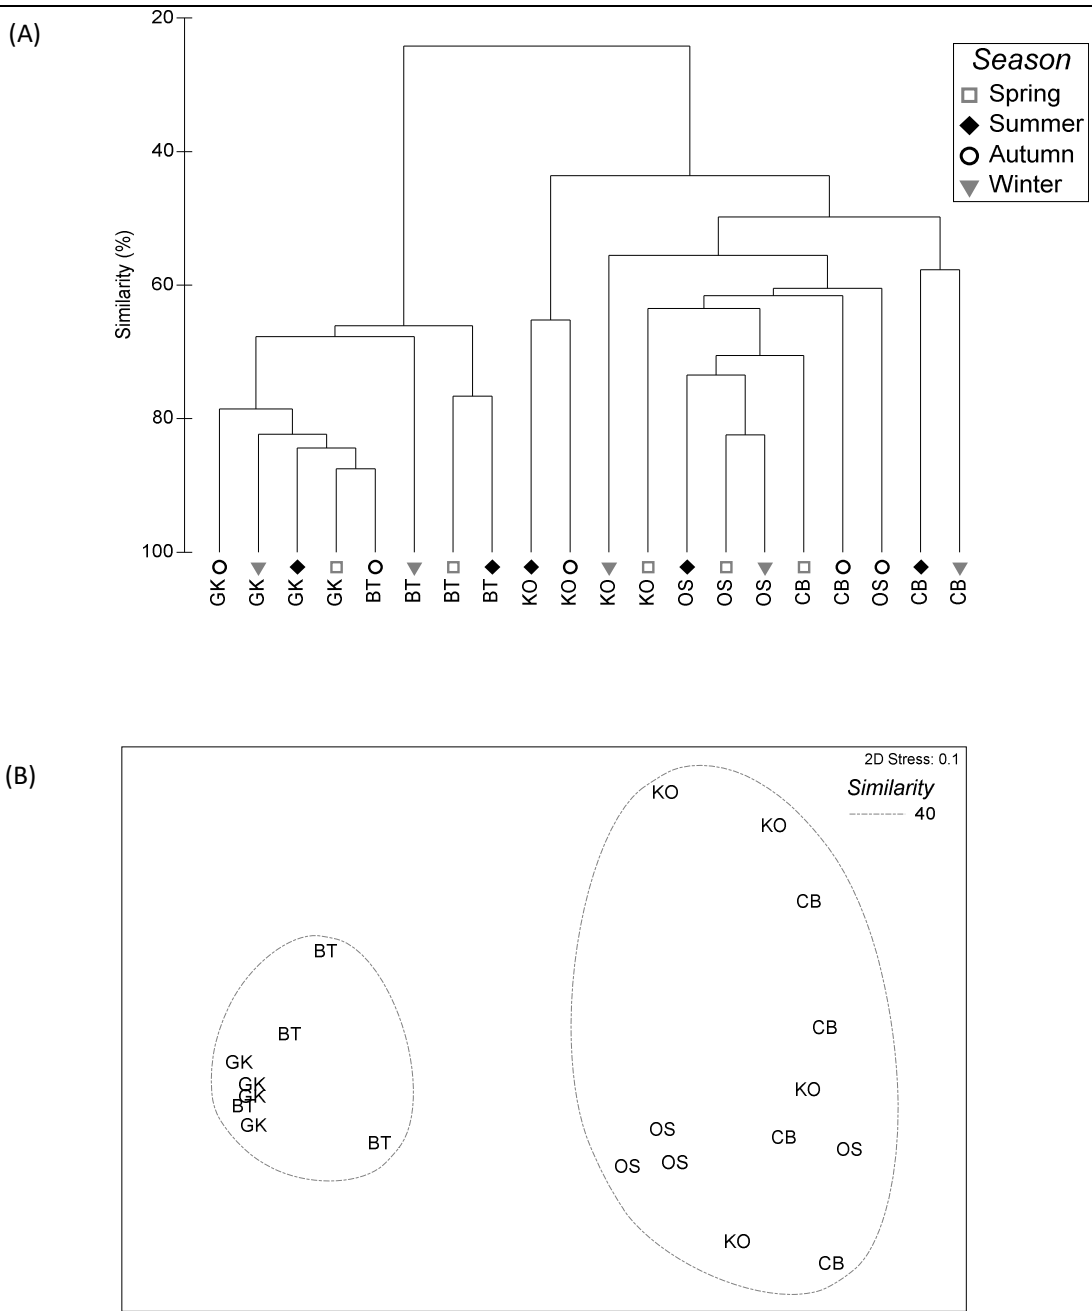 (A)
20
40
60
80
100
Similarity (%)
Season
Spring
Summer
Autumn
Winter
GK
GK
GK
GK
BT
BT
BT
BT
KO
KO
KO
KO
OS
OS
OS
CB
CB
OS
CB
CB
(B)
2D Stress: 0.1
Similarity
40
KO
KO
CB
BT
CB
BT
GK
GK
KO
GK
BT
GK
OS
CB
BT
OS
OS
OS
KO
CB